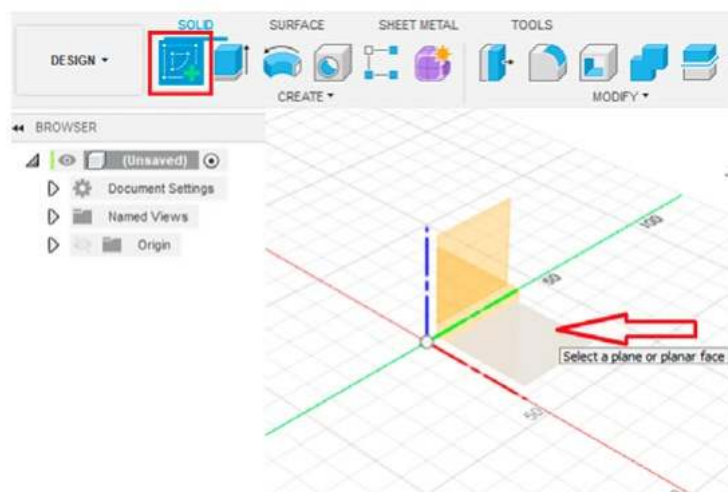 SOLID SURFACE SHEET METAL TOOLS
DESIGN
CREATE MODIFY
BROWSER
(Unsaved)
Document Settings
Named Views
Origin
100
50
Select a plane or planar face
50